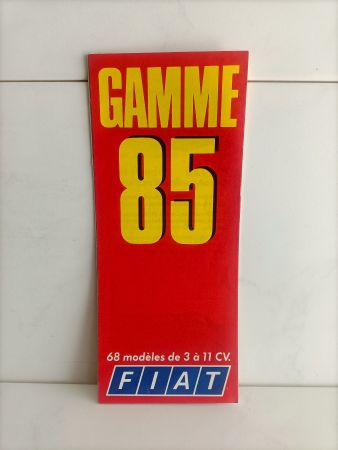 GAMME
85
68 modèles de 3 à 11 CV.
FIAT